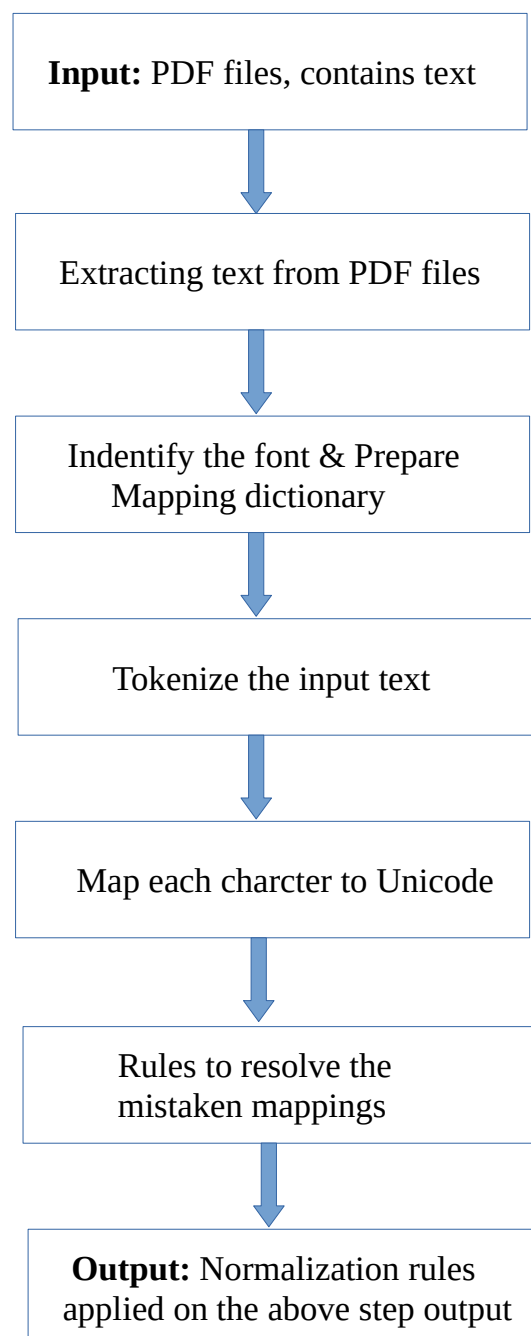 Input: PDF files, contains text
Extracting text from PDF files
Indentify the font & Prepare
Mapping dictionary
Tokenize the input text
Map each charcter to Unicode
Rules to resolve the
mistaken mappings
Output: Normalization rules
applied on the above step output